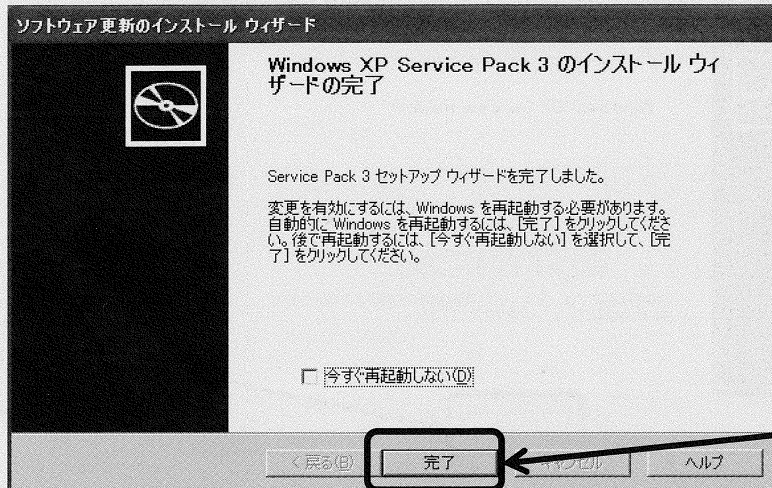 ソフトウェア更新のインストール ウィザード
Windows XP Service Pack 3 のインストール ウィ
ザードの完了
Service Pack 3 セットアップ ウィザードを完了しました。
変更を有効にするには、Windows を再起動する必要があります。
自動的に Windows を再起動するには、[完了] をクリックしてくださ
い。後で再起動するには、[今すぐ再起動しない] を選択して、[完
了] をクリックしてください。
今すぐ再起動しない(D)
< 戻る(B) 完了 キャンセル ヘルプ